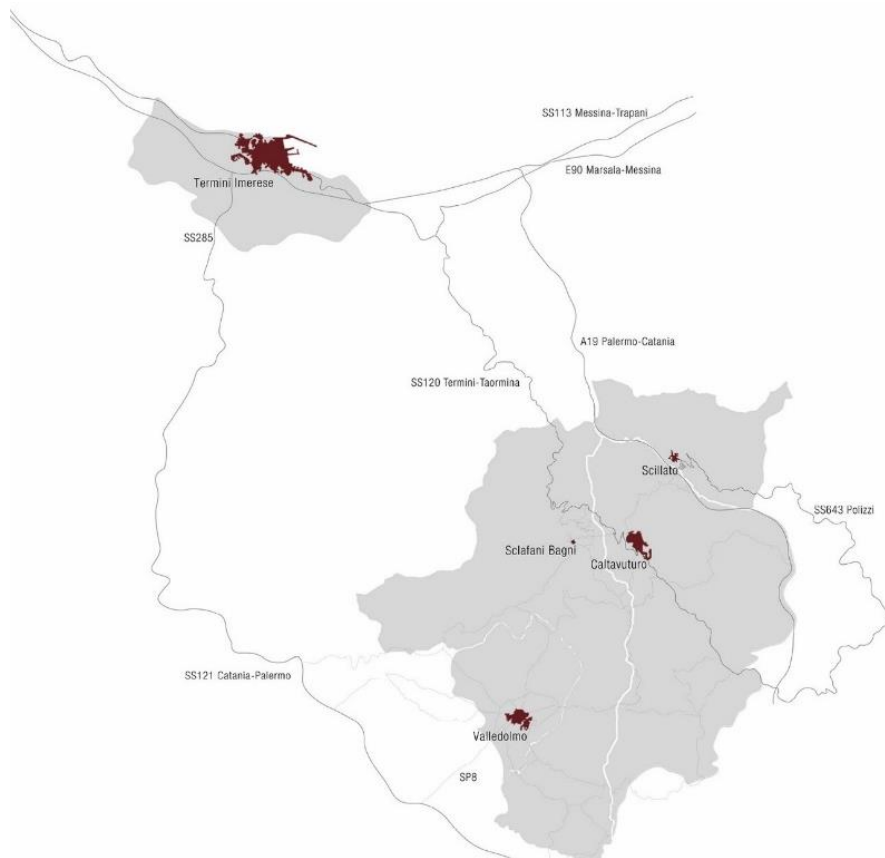 SS113 Messina-Trapani
E90 Marsala-Messina
Termini Imerese
SS285
A19 Palermo-Catania
SS120 Termini-Taormina
Scillato
SS643 Polizzi
Sclafani Bagni
Caltavuturo
SS121 Catania-Palermo
Valledolmo
SP8